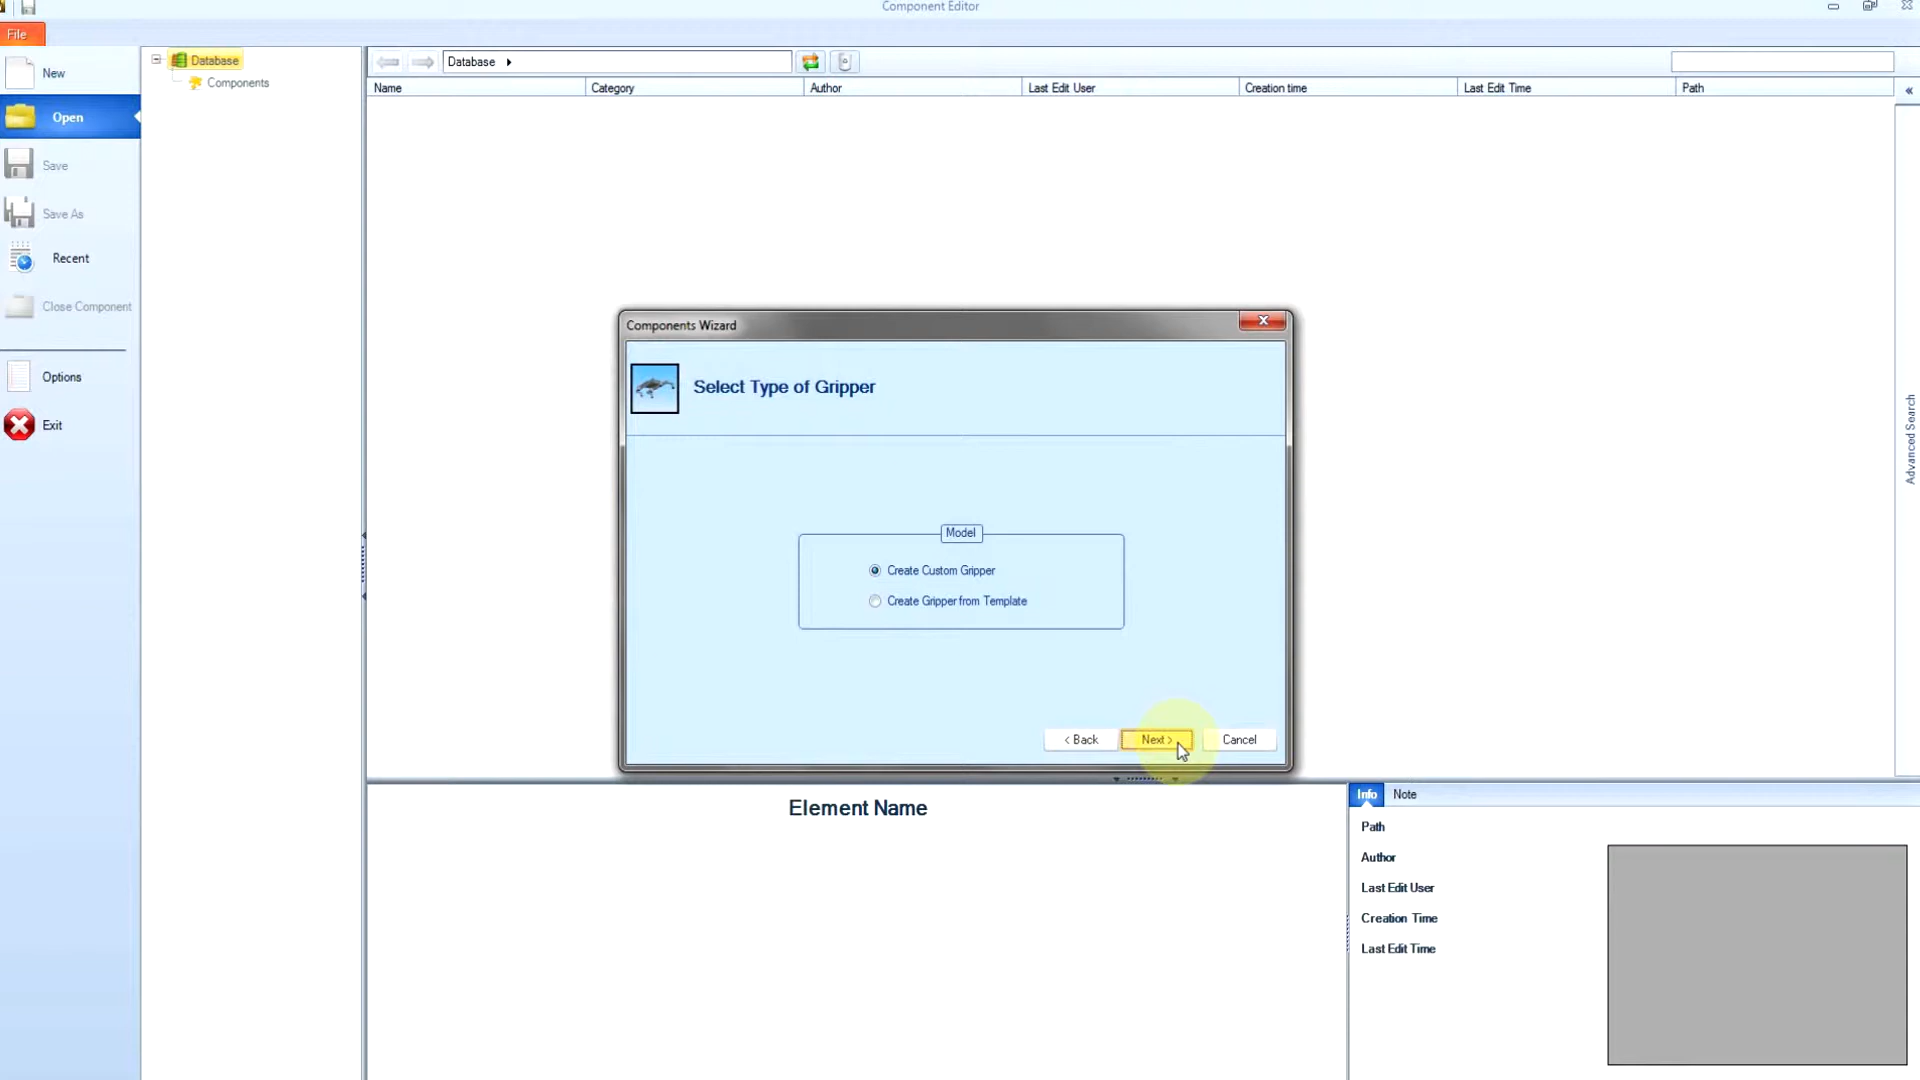 Component Editor
File
New
Open
Save
Save As
Recent
Close Component
Options
Exit
Database
Components
Database
Name Category Author Last Edit User Creation time Last Edit Time Path
«
Advanced Search
Components Wizard
Select Type of Gripper
Model
Create Custom Gripper
Create Gripper from Template
< Back Next > Cancel
Element Name
Info Note
Path
Author
Last Edit User
Creation Time
Last Edit Time